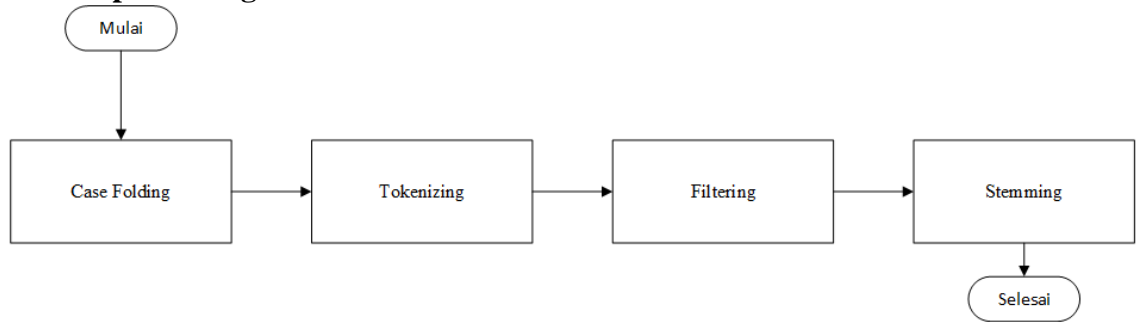 Mulai
Case Folding
Tokenizing
Filtering
Stemming
Selesai